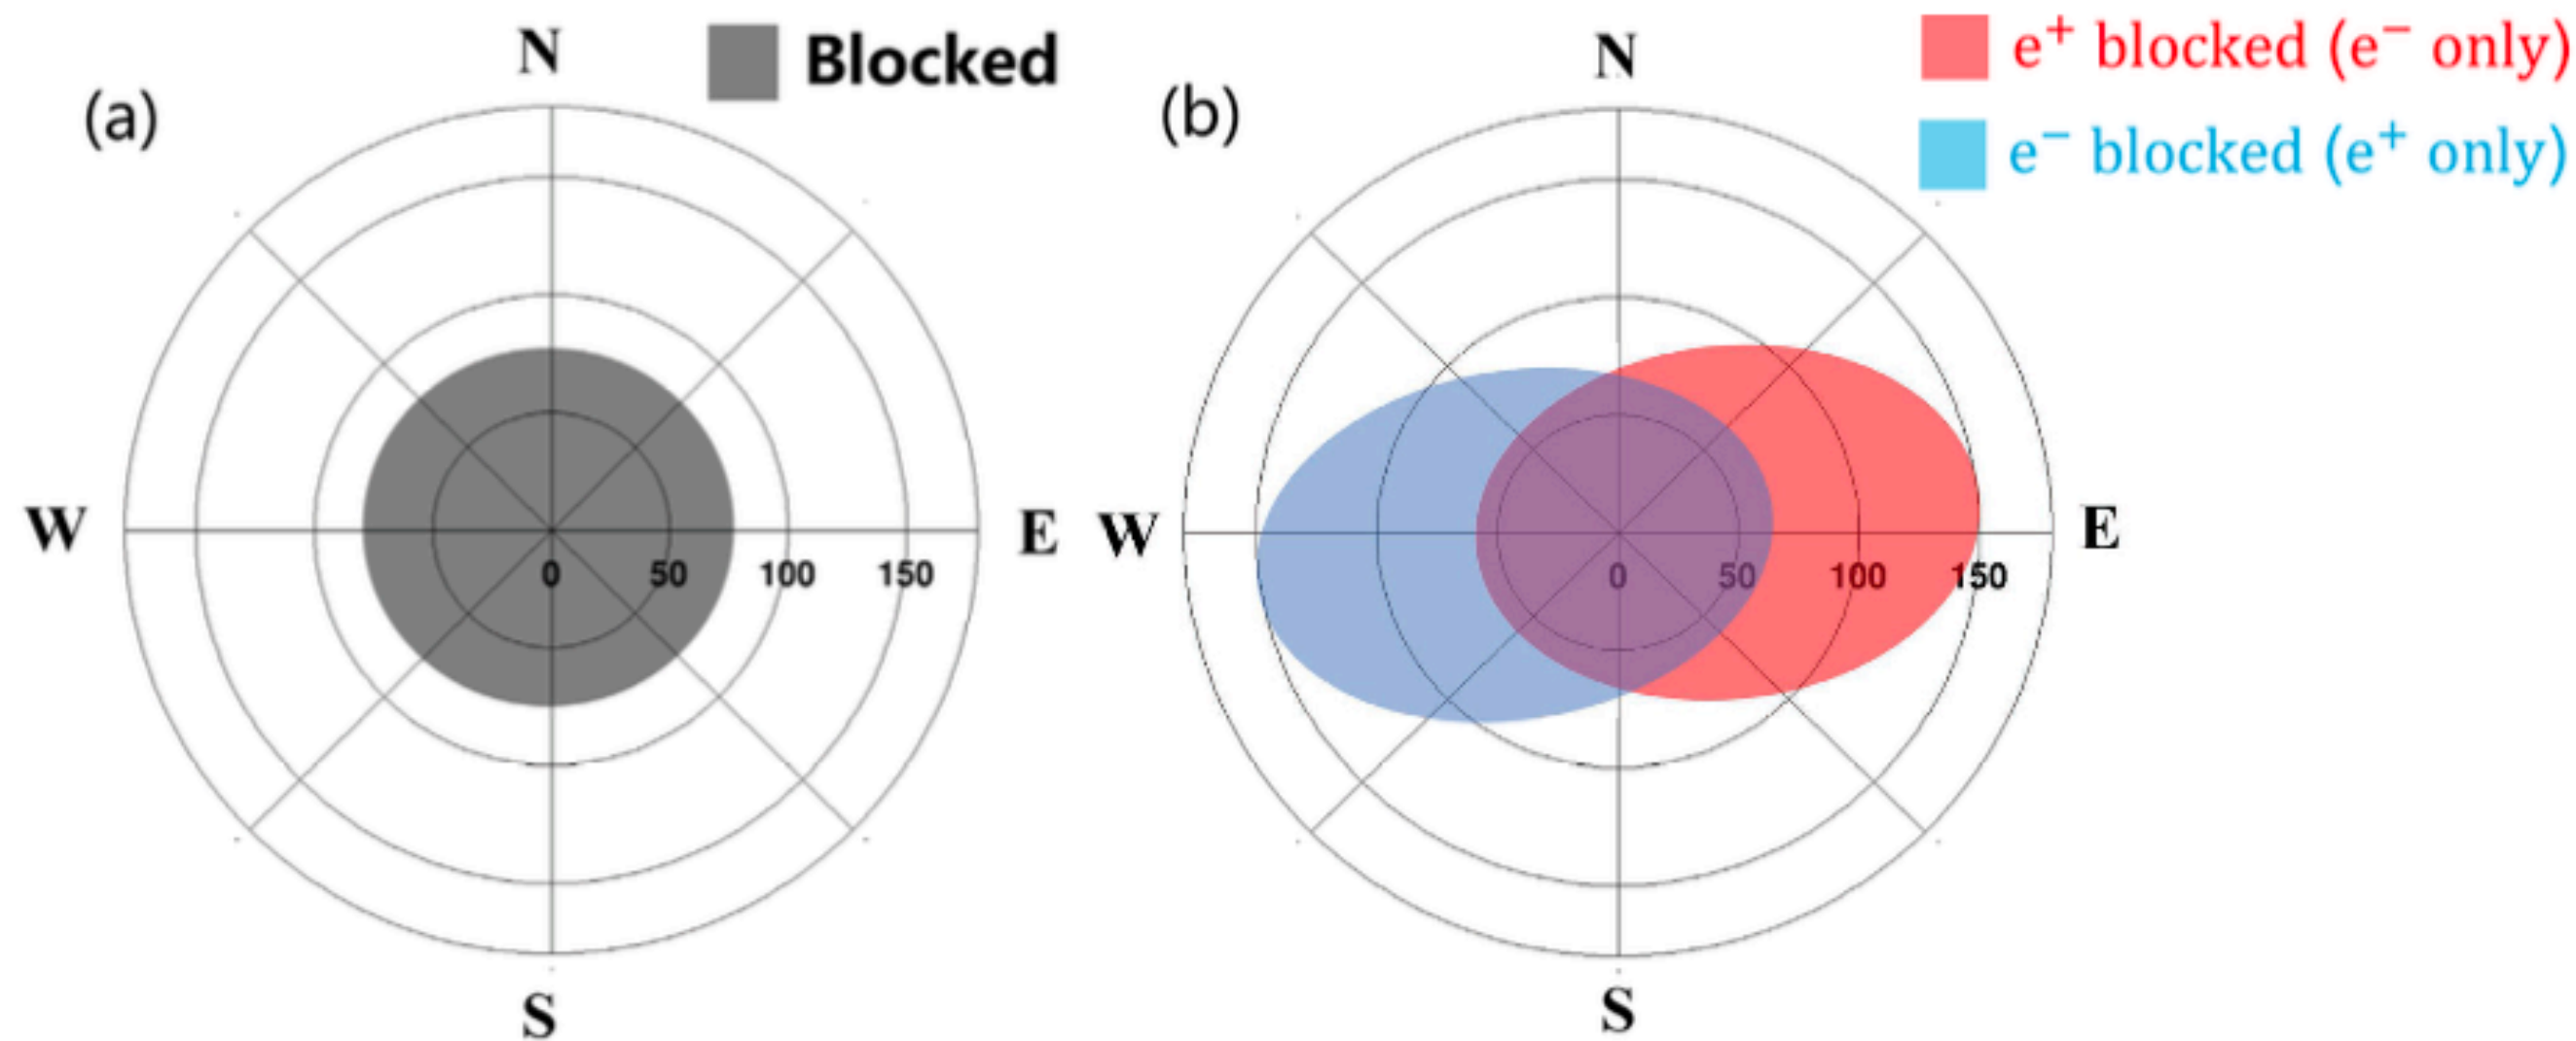 (a)
N
Blocked
W
E
0 50 100 150
S
(b)
N
e⁺ blocked (e⁻ only)
e⁻ blocked (e⁺ only)
W
E
0 50 100 150
S